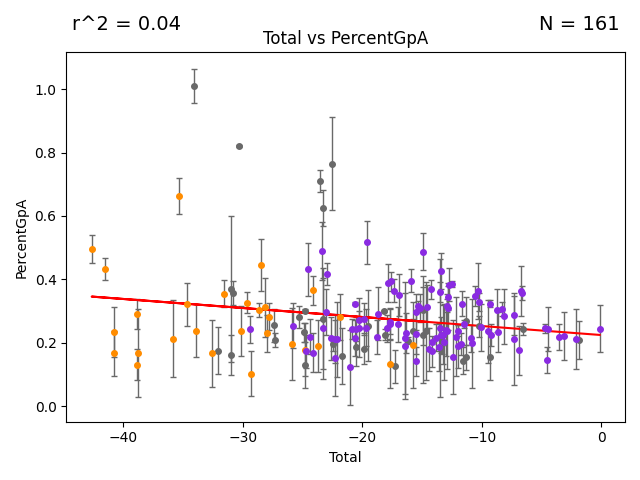 r^2 = 0.04
N = 161
Total vs PercentGpA
PercentGpA
1.0
0.8
0.6
0.4
0.2
0.0
−40
−30
−20
−10
0
Total